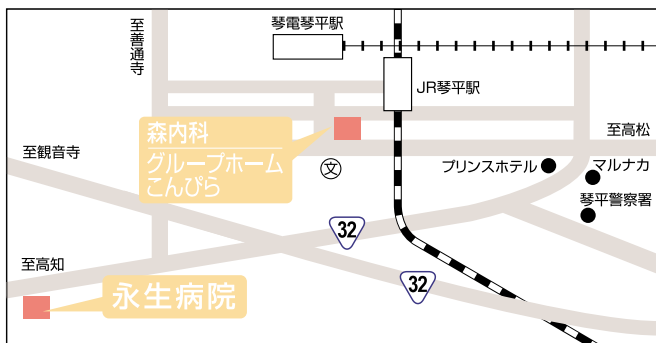 至善通寺
琴電琴平駅
JR琴平駅
森内科
グループホーム
こんぴら
至高松
至観音寺
文
プリンスホテル
マルナカ
琴平警察署
32
至高知
32
永生病院